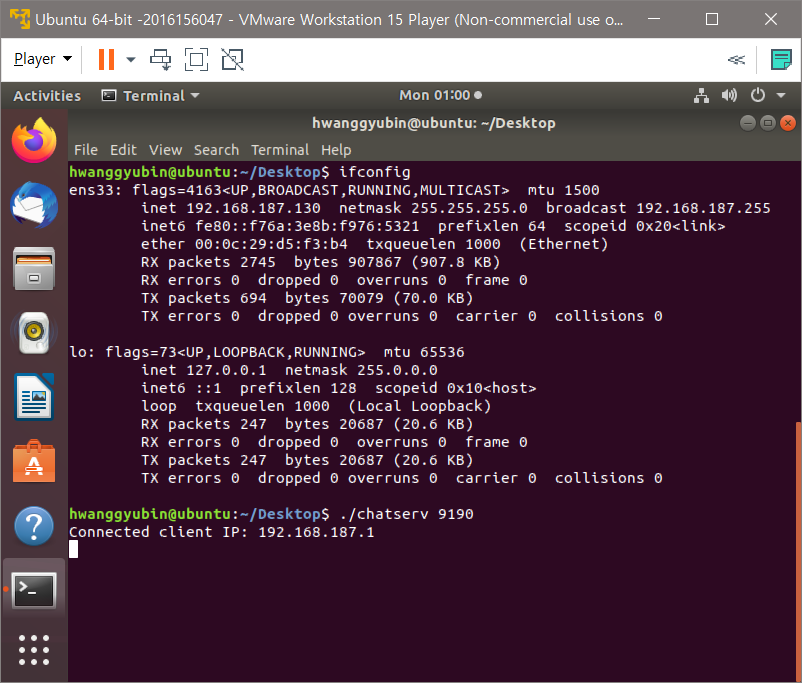 Ubuntu 64-bit -2016156047 - VMware Workstation 15 Player (Non-commercial use o...
Player
Activities Terminal Mon 01:00
hwanggyubin@ubuntu: ~/Desktop
File Edit View Search Terminal Help
hwanggyubin@ubuntu:~/Desktop$ ifconfig
ens33: flags=4163<UP,BROADCAST,RUNNING,MULTICAST>  mtu 1500
        inet 192.168.187.130  netmask 255.255.255.0  broadcast 192.168.187.255
        inet6 fe80::f76a:3e8b:f976:5321  prefixlen 64  scopeid 0x20<link>
        ether 00:0c:29:d5:f3:b4  txqueuelen 1000  (Ethernet)
        RX packets 2745  bytes 907867 (907.8 KB)
        RX errors 0  dropped 0  overruns 0  frame 0
        TX packets 694  bytes 70079 (70.0 KB)
        TX errors 0  dropped 0 overruns 0  carrier 0  collisions 0
lo: flags=73<UP,LOOPBACK,RUNNING>  mtu 65536
        inet 127.0.0.1  netmask 255.0.0.0
        inet6 ::1  prefixlen 128  scopeid 0x10<host>
        loop  txqueuelen 1000  (Local Loopback)
        RX packets 247  bytes 20687 (20.6 KB)
        RX errors 0  dropped 0  overruns 0  frame 0
        TX packets 247  bytes 20687 (20.6 KB)
        TX errors 0  dropped 0 overruns 0  carrier 0  collisions 0
hwanggyubin@ubuntu:~/Desktop$ ./chatserv 9190
Connected client IP: 192.168.187.1